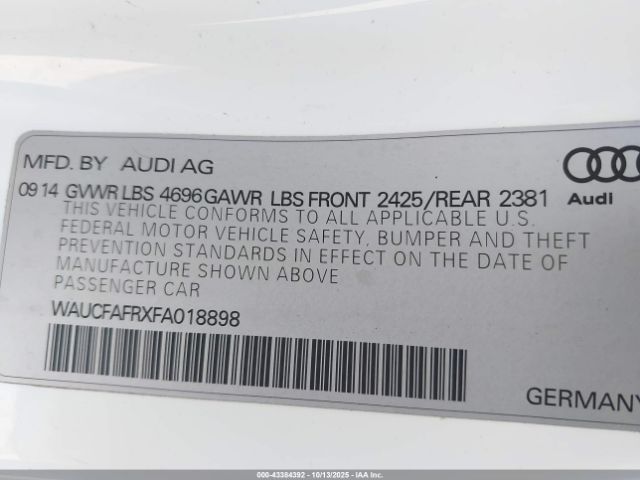 MFD. BY AUDI AG
0914 GVWR LBS 4696 GAWR LBS FRONT 2425/REAR 2381
Audi
THIS VEHICLE CONFORMS TO ALL APPLICABLE U.S.
FEDERAL MOTOR VEHICLE SAFETY, BUMPER AND THEFT
PREVENTION STANDARDS IN EFFECT ON THE DATE OF
MANUFACTURE SHOWN ABOVE
PASSENGER CAR
WAUCFAFRXFA018898
GERMANY
000-43384392 | 10/13/2025 | IAA Inc.